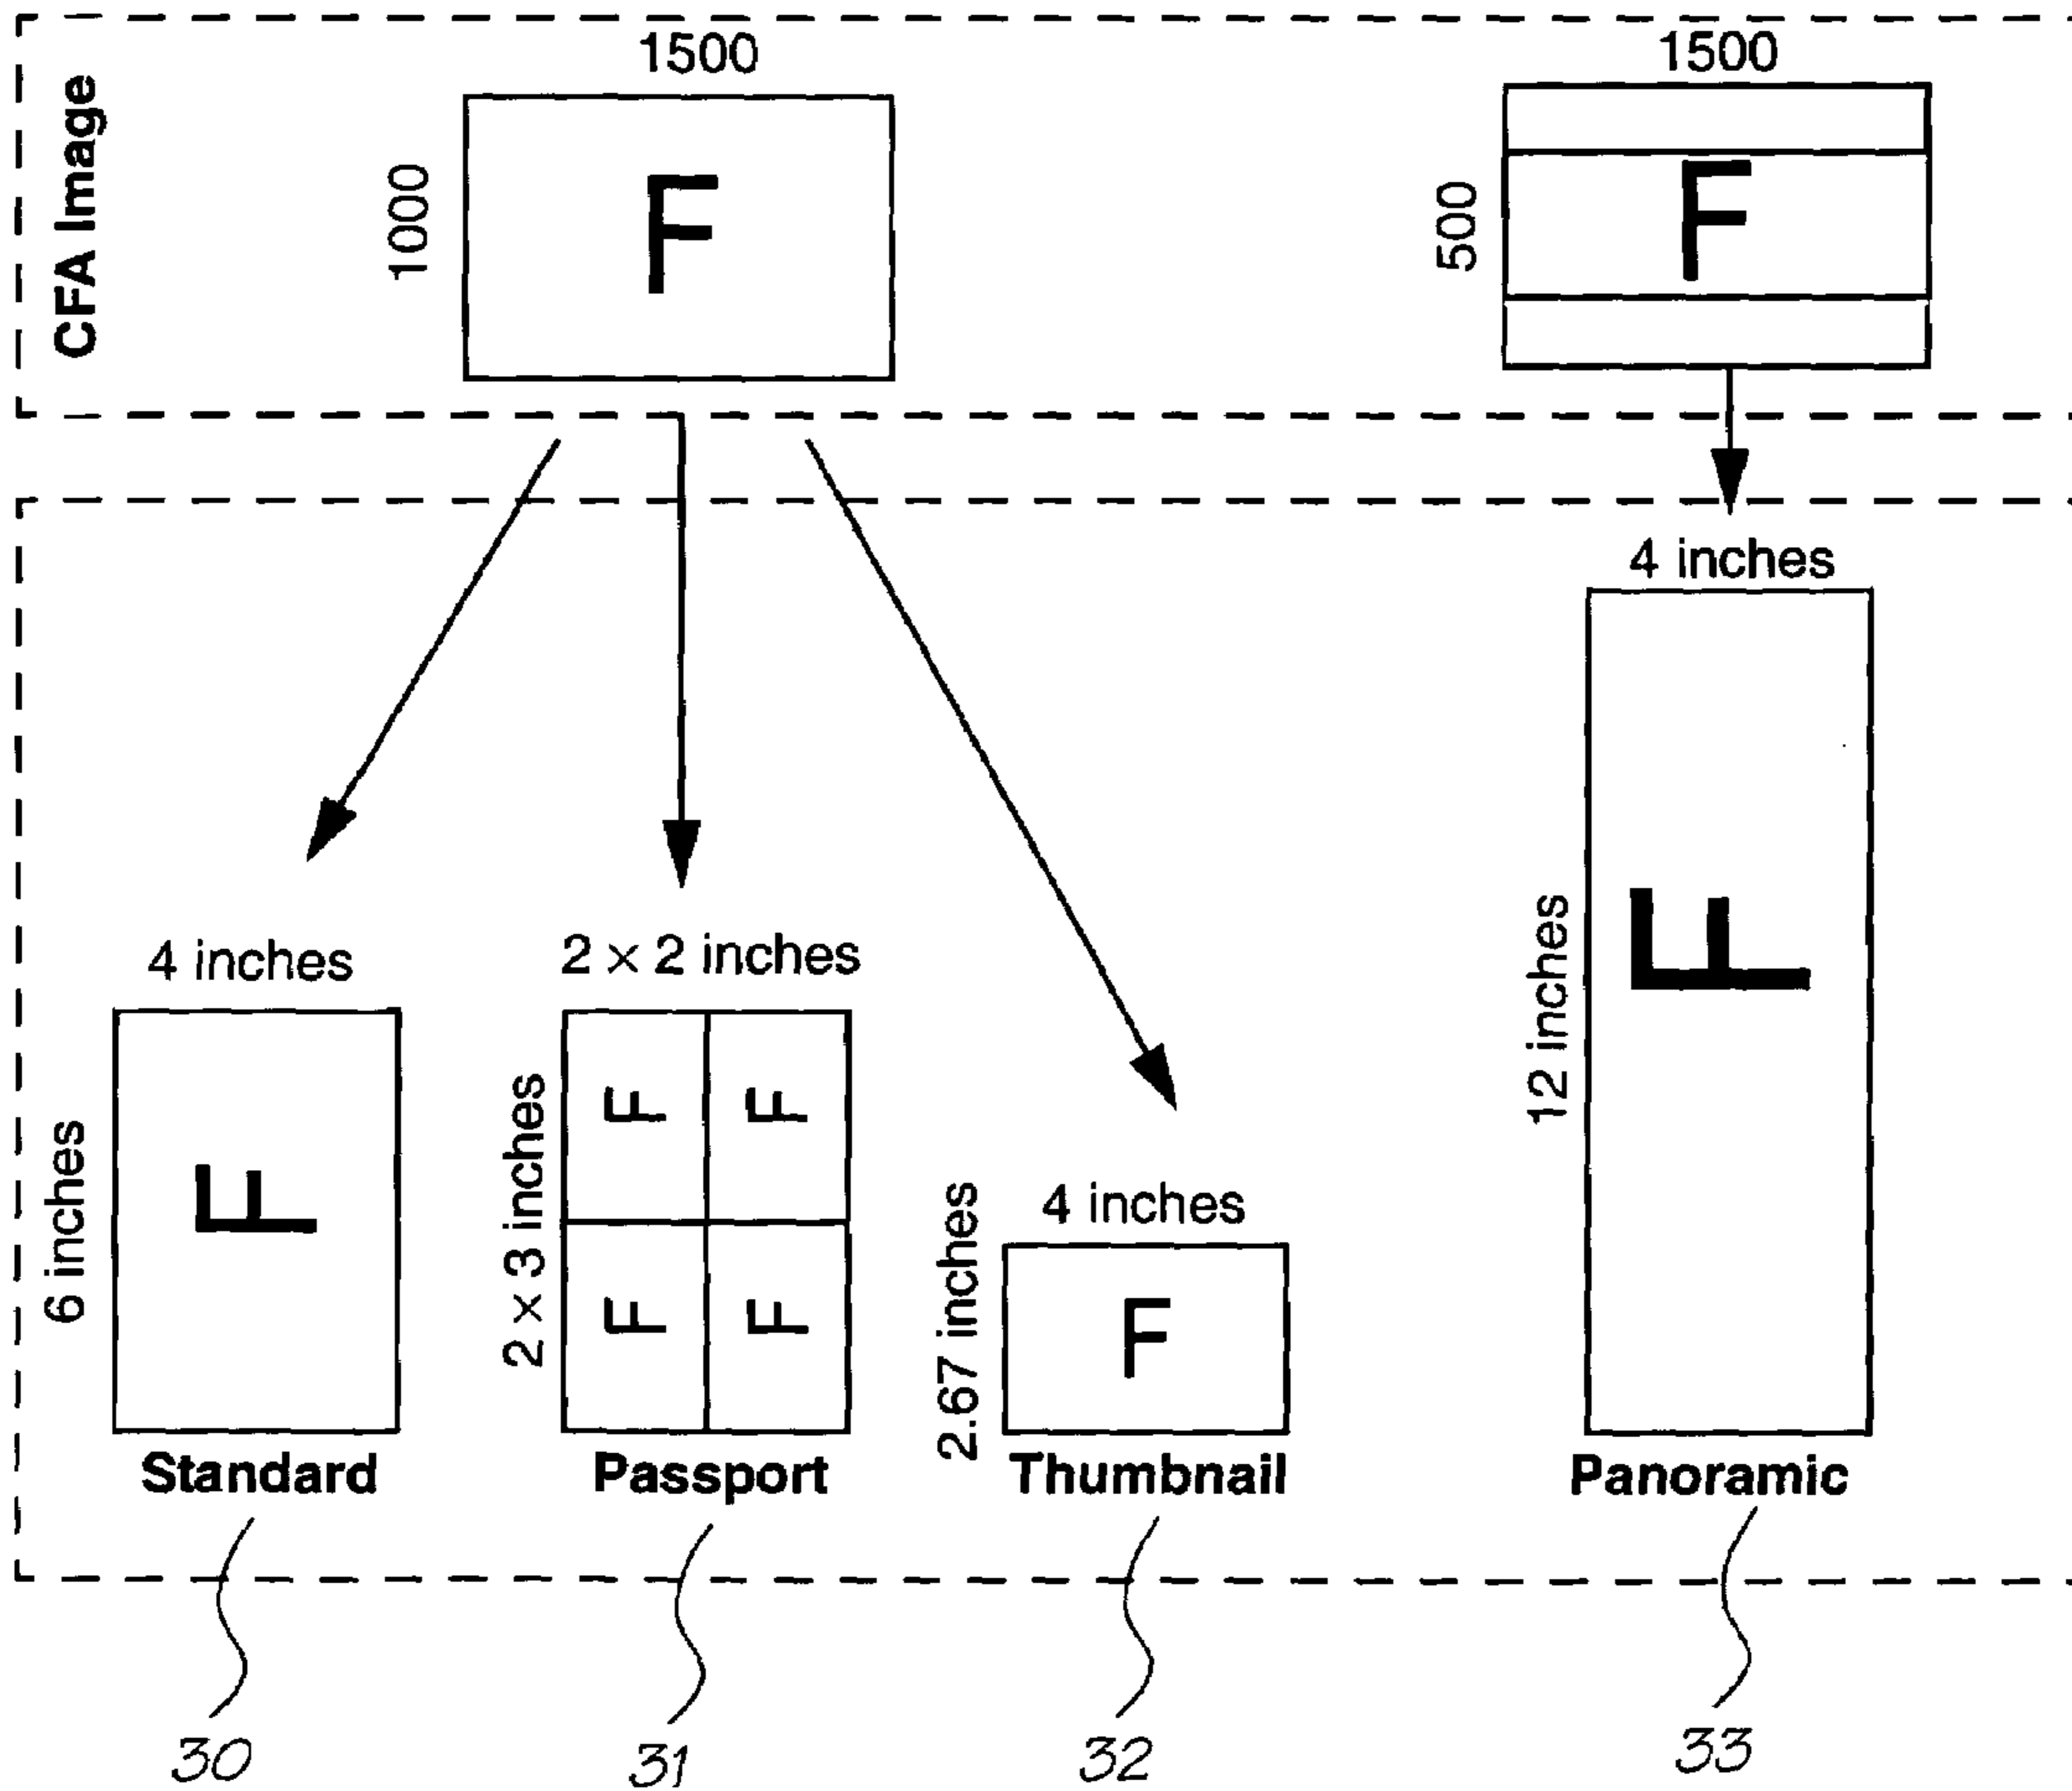 CFA Image
1500
1000
F
1500
500
F
4 inches
6 inches
F
Standard
2 × 2 inches
2 × 3 inches
F F
F F
Passport
4 inches
2.67 inches
F
Thumbnail
4 inches
12 inches
F
Panoramic
30
31
32
33